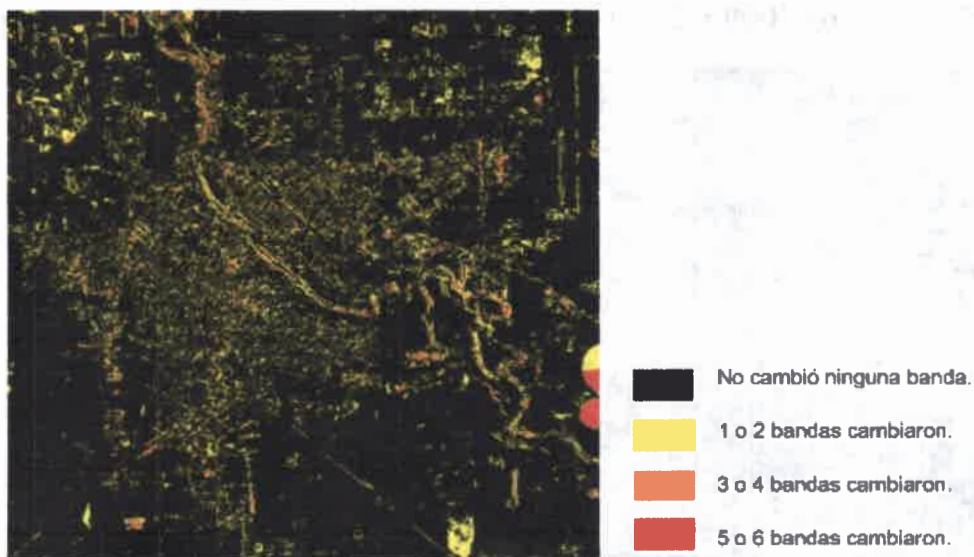 No cambió ninguna banda.
1 o 2 bandas cambiaron.
3 o 4 bandas cambiaron.
5 o 6 bandas cambiaron.